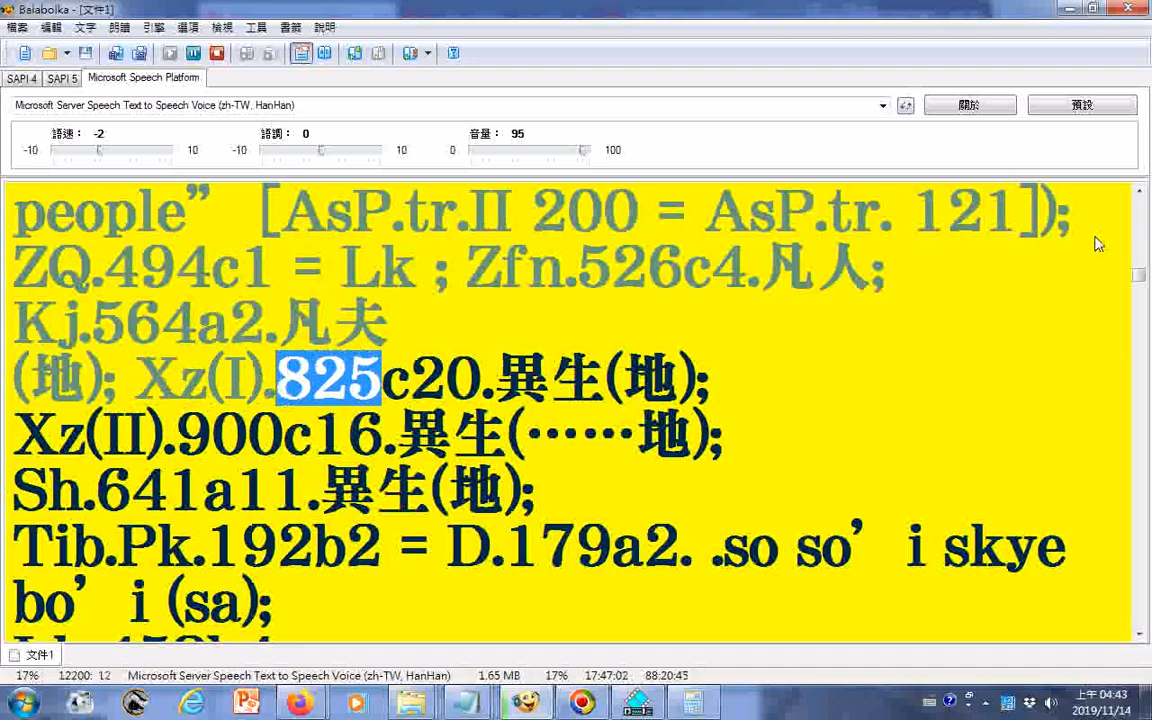 Balabolka - [文件1]
檔案 編輯 文字 朗讀 引擎 選項 檢視 工具 書籤 說明
SAPI 4 SAPI 5 Microsoft Speech Platform
Microsoft Server Speech Text to Speech Voice (zh-TW, HanHan) 關於 預設
語速： -2 語調： 0 音量： 95
-10 10 -10 10 0 100
people” [AsP.tr.II 200 = AsP.tr. 121]);
ZQ.494c1 = Lk ; Zfn.526c4.凡人;
Kj.564a2.凡夫
(地); Xz(I).825c20.異生(地);
Xz(II).900c16.異生(……地);
Sh.641a11.異生(地);
Tib.Pk.192b2 = D.179a2. .so so’ i skye
bo’ i (sa);
文件1
17% 12200: 12 Microsoft Server Speech Text to Speech Voice (zh-TW, HanHan) 1.65 MB 17% 17:47:02 88:20:45
上午 04:43
2019/11/14